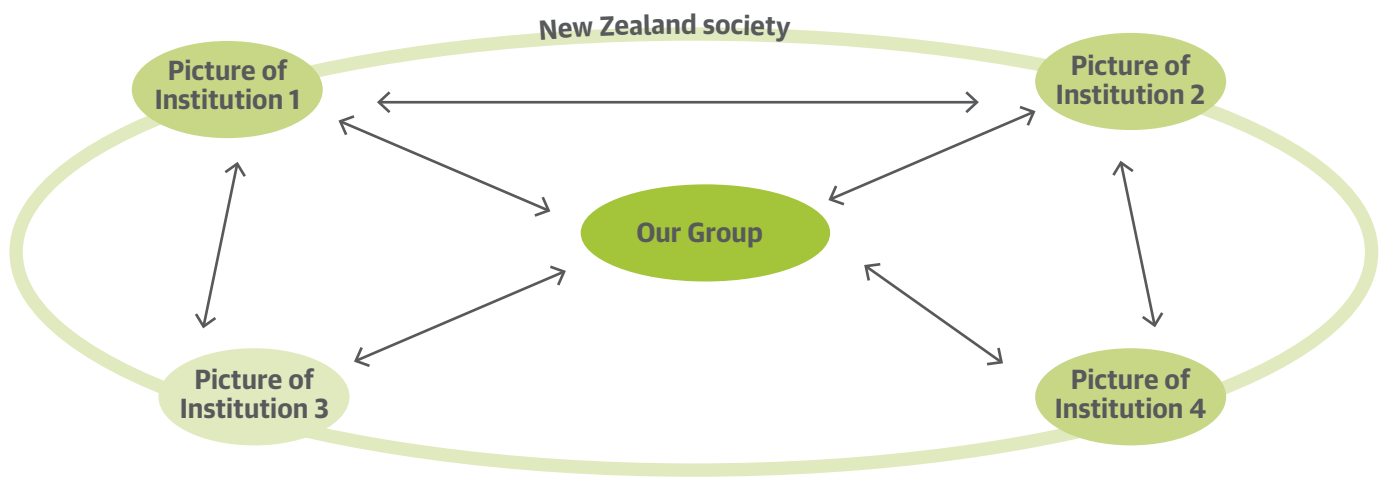 New Zealand society
Picture of
Institution 1
Picture of
Institution 2
Our Group
Picture of
Institution 3
Picture of
Institution 4